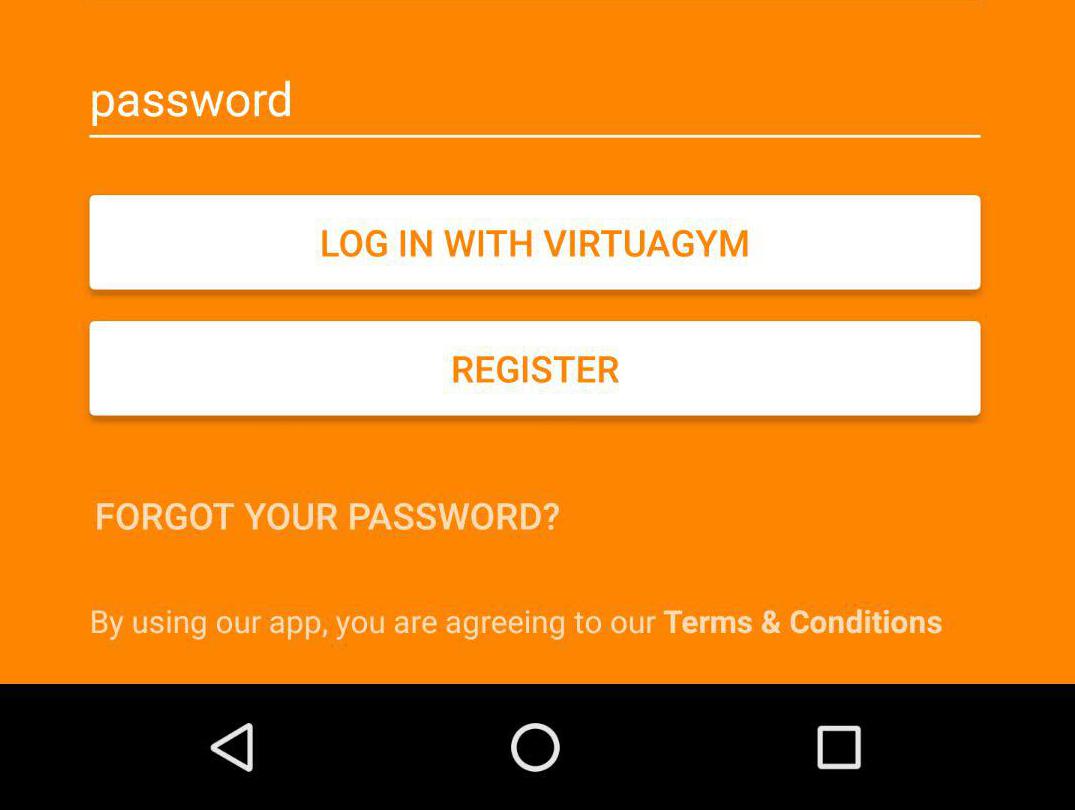 password
LOG IN WITH VIRTUAGYM
REGISTER
FORGOT YOUR PASSWORD?
By using our app, you are agreeing to our Terms & Conditions